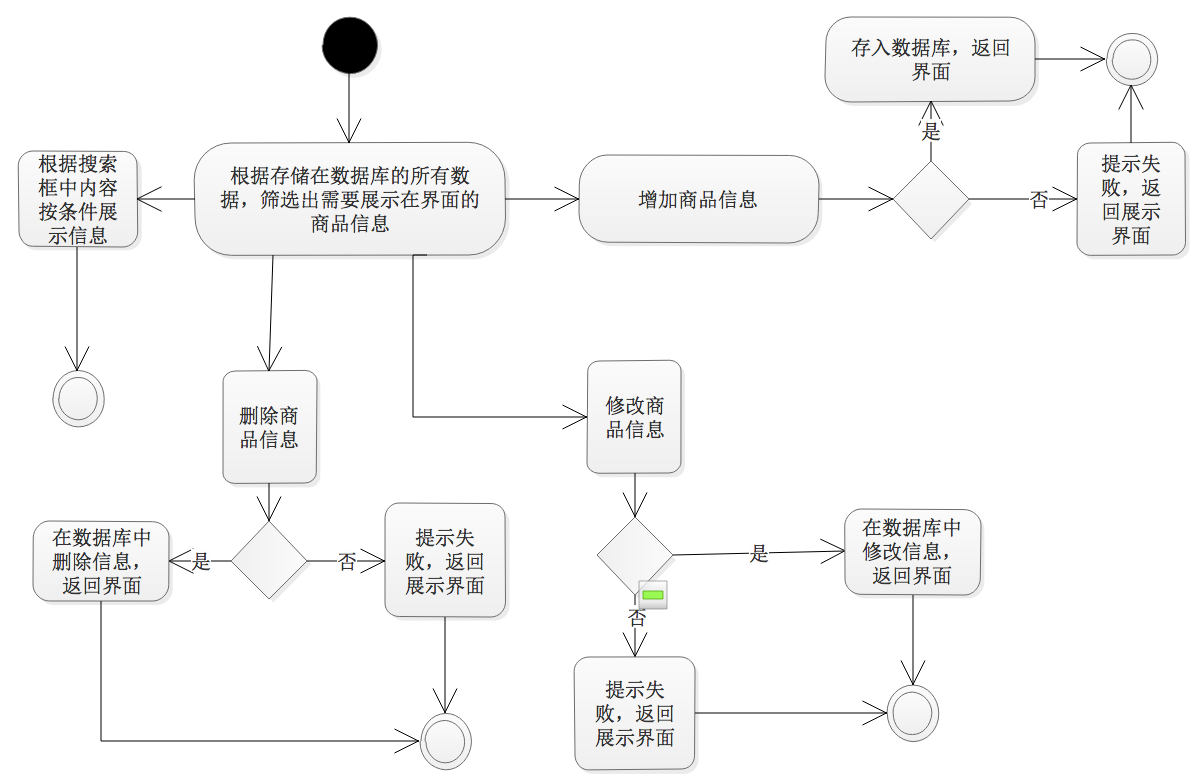 存入数据库，返回
界面
是
根据搜索
框中内容
按条件展
示信息
根据存储在数据库的所有数
据，筛选出需要展示在界面的
商品信息
增加商品信息
否
提示失
败，返
回展示
界面
删除商
品信息
修改商
品信息
在数据库中
删除信息，
返回界面
是
否
提示失
败，返回
展示界面
是
在数据库中
修改信息，
返回界面
否
提示失
败，返回
展示界面